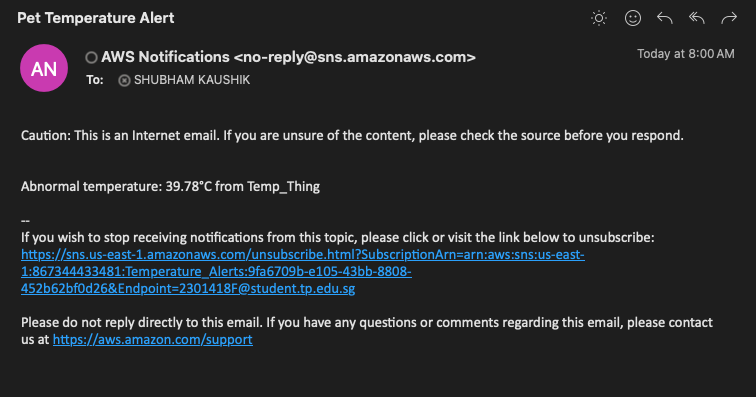 Pet Temperature Alert
AN
AWS Notifications <no-reply@sns.amazonaws.com>
Today at 8:00 AM
To: SHUBHAM KAUSHIK
Caution: This is an Internet email. If you are unsure of the content, please check the source before you respond.
Abnormal temperature: 39.78°C from Temp_Thing
--
If you wish to stop receiving notifications from this topic, please click or visit the link below to unsubscribe:
https://sns.us-east-1.amazonaws.com/unsubscribe.html?SubscriptionArn=arn:aws:sns:us-east-
1:867344433481:Temperature_Alerts:9fa6709b-e105-43bb-8808-
452b62bf0d26&Endpoint=2301418F@student.tp.edu.sg
Please do not reply directly to this email. If you have any questions or comments regarding this email, please contact
us at https://aws.amazon.com/support